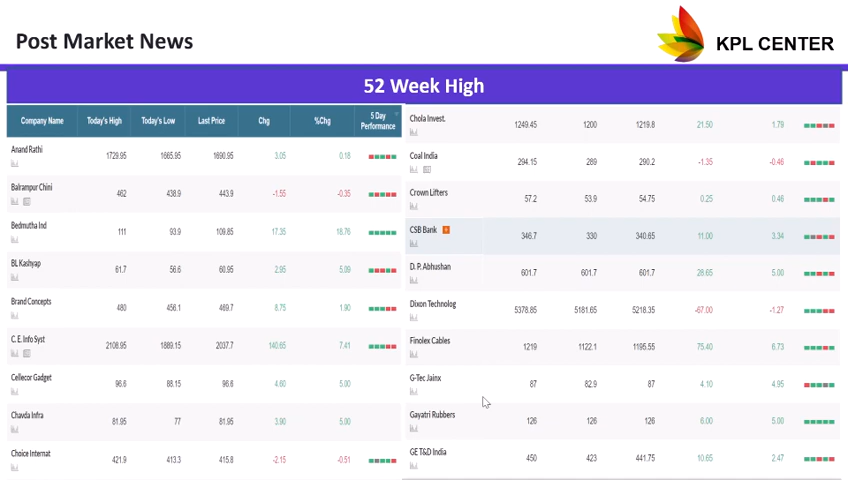 Post Market News
KPL CENTER
52 Week High
Company Name Today's High Today's Low Last Price Chg %Chg 5 Day Performance
Anand Rathi 1729.95 1665.95 1690.95 3.05 0.18
Balrampur Chini 462 438.9 443.9 -1.55 -0.35
Bedmutha Ind 111 93.9 109.85 17.35 18.76
BL Kashyap 61.7 56.6 60.95 2.95 5.09
Brand Concepts 480 456.1 469.7 8.75 1.90
C. E. Info Syst 2108.95 1889.15 2037.7 140.65 7.41
Cellecor Gadget 96.6 88.15 96.6 4.60 5.00
Chavda Infra 81.95 77 81.95 3.90 5.00
Choice Internat 421.9 413.3 415.8 -2.15 -0.51
Chola Invest. 1249.45 1200 1219.8 21.50 1.79
Coal India 294.15 289 290.2 -1.35 -0.46
Crown Lifters 57.2 53.9 54.75 0.25 0.46
CSB Bank 346.7 330 340.65 11.00 3.34
D. P. Abhushan 601.7 601.7 601.7 28.65 5.00
Dixon Technolog 5378.85 5181.65 5218.35 -67.00 -1.27
Finolex Cables 1219 1122.1 1195.55 75.40 6.73
G-Tec Jainx 87 82.9 87 4.10 4.95
Gayatri Rubbers 126 126 126 6.00 5.00
GE T&D India 450 423 441.75 10.65 2.47